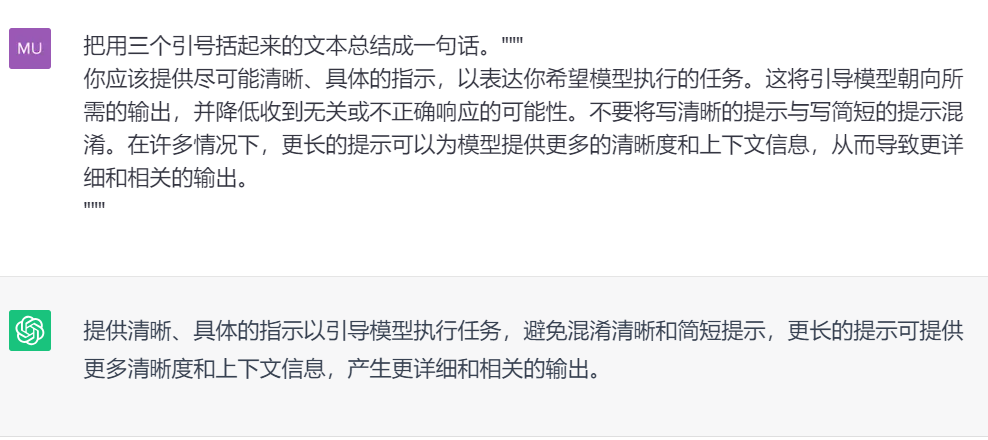 MU
把用三个引号括起来的文本总结成一句话。"""
你应该提供尽可能清晰、具体的指示，以表达你希望模型执行的任务。这将引导模型朝向所
需的输出，并降低收到无关或不正确响应的可能性。不要将写清晰的提示与写简短的提示混
淆。在许多情况下，更长的提示可以为模型提供更多的清晰度和上下文信息，从而导致更详
细和相关的输出。
"""
提供清晰、具体的指示以引导模型执行任务，避免混淆清晰和简短提示，更长的提示可提供
更多清晰度和上下文信息，产生更详细和相关的输出。